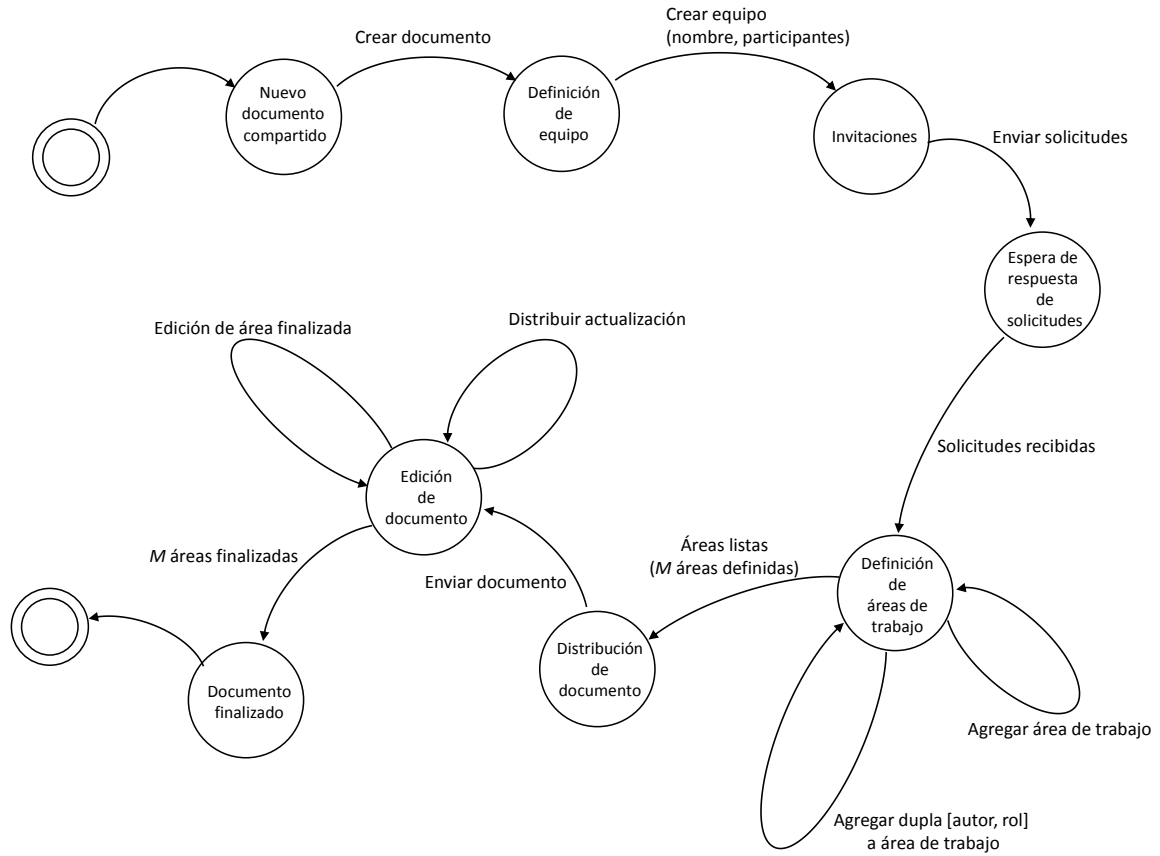 Crear documento
Crear equipo
(nombre, participantes)
Nuevo
documento
compartido
Definición
de
equipo
Invitaciones
Enviar solicitudes
Espera de
respuesta
de
solicitudes
Edición de área finalizada
Distribuir actualización
Solicitudes recibidas
Edición
de
documento
M áreas finalizadas
Enviar documento
Áreas listas
(M áreas definidas)
Definición
de
áreas de
trabajo
Distribución
de
documento
Documento
finalizado
Agregar área de trabajo
Agregar dupla [autor, rol]
a área de trabajo